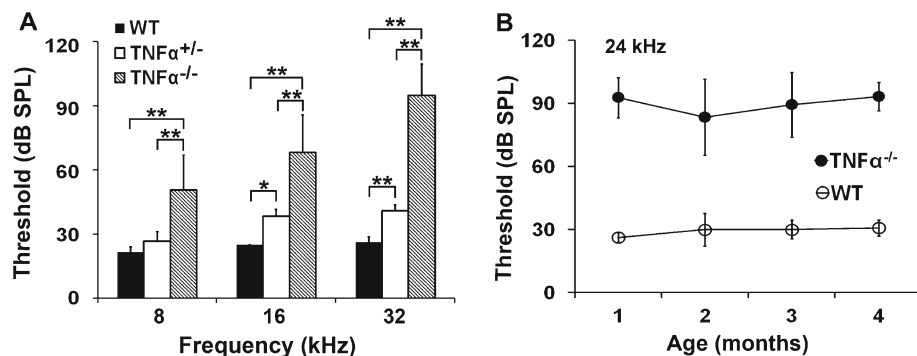 A
WT
TNFα+/-
TNFα-/-
**
**
**
**
*
**
**
**
Threshold (dB SPL)
120
90
60
30
0
8
16
32
Frequency (kHz)
B
24 kHz
Threshold (dB SPL)
120
90
60
30
0
TNFα-/-
WT
1
2
3
4
Age (months)